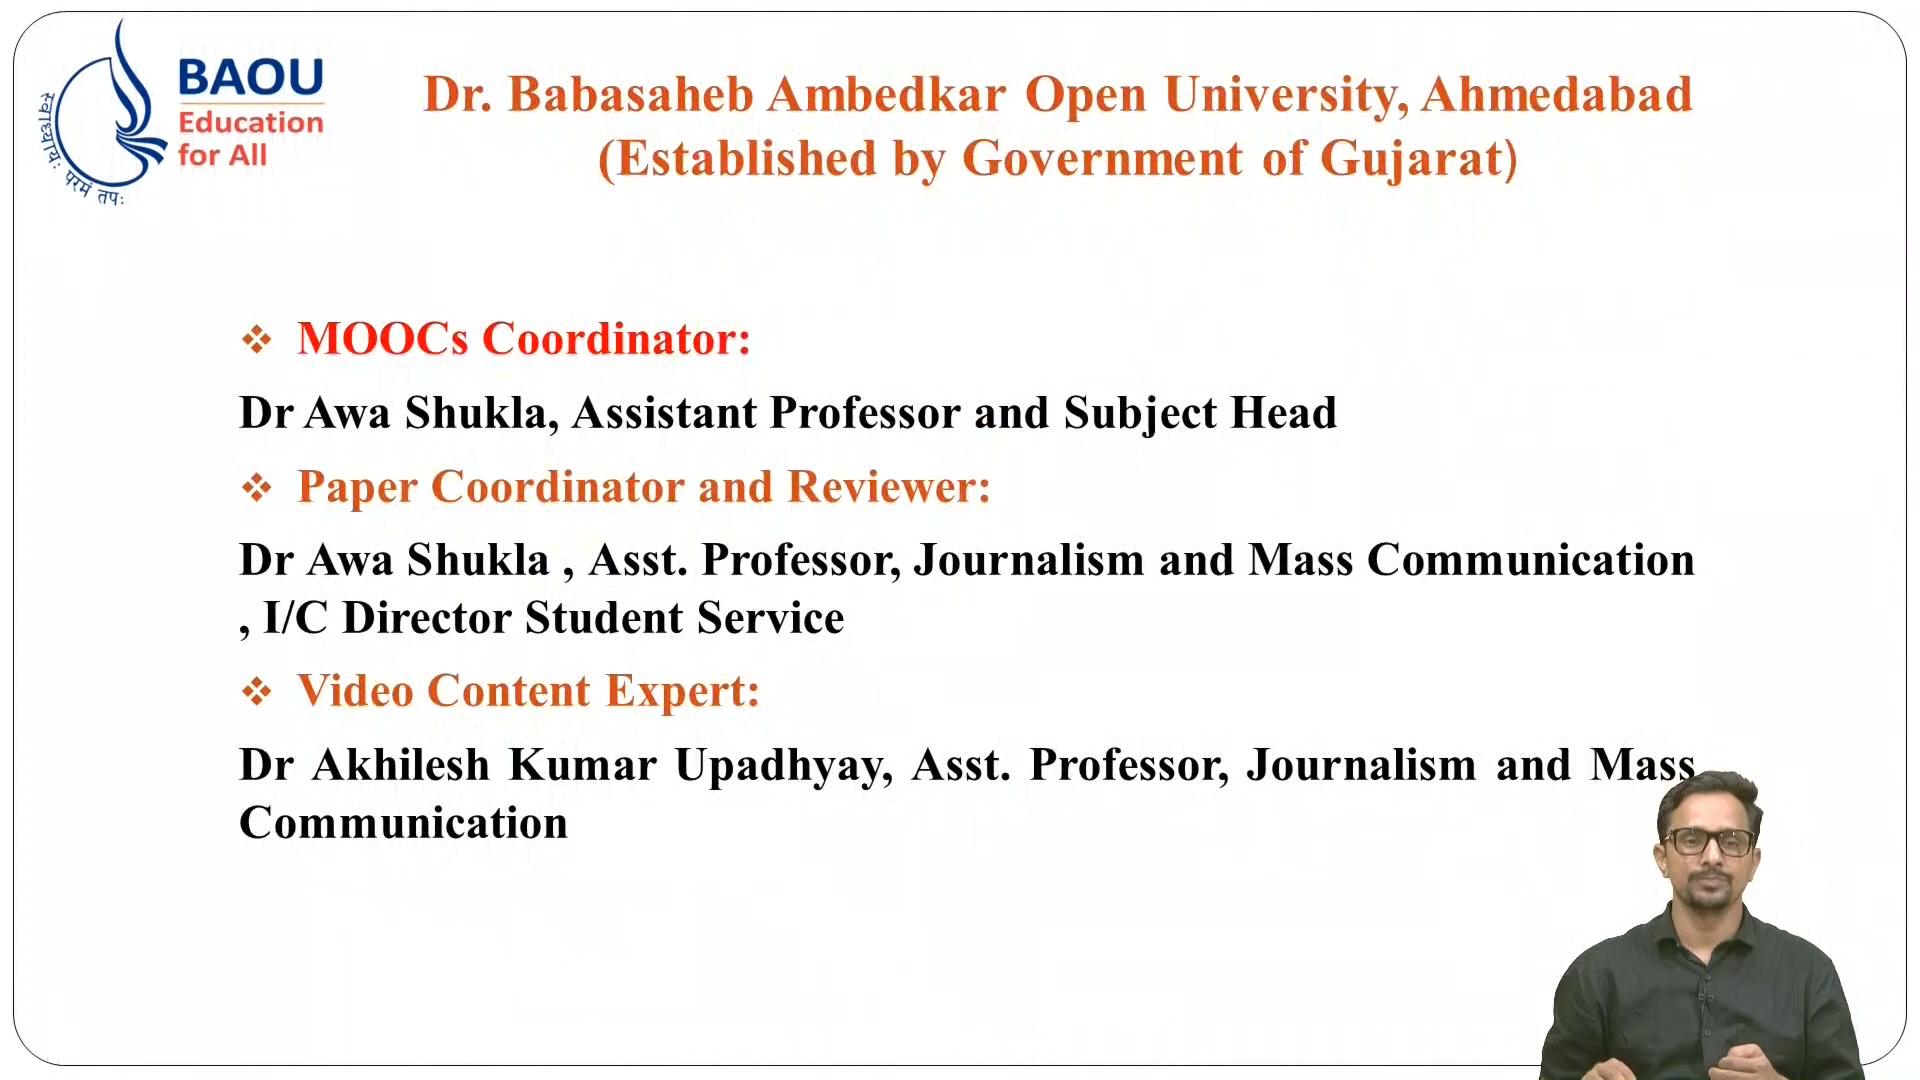 BAOU
Education
for All
स्वाध्यायः परमं तपः
Dr. Babasaheb Ambedkar Open University, Ahmedabad
(Established by Government of Gujarat)
❖ MOOCs Coordinator:
Dr Awa Shukla, Assistant Professor and Subject Head
❖ Paper Coordinator and Reviewer:
Dr Awa Shukla , Asst. Professor, Journalism and Mass Communication
, I/C Director Student Service
❖ Video Content Expert:
Dr Akhilesh Kumar Upadhyay, Asst. Professor, Journalism and Mass
Communication